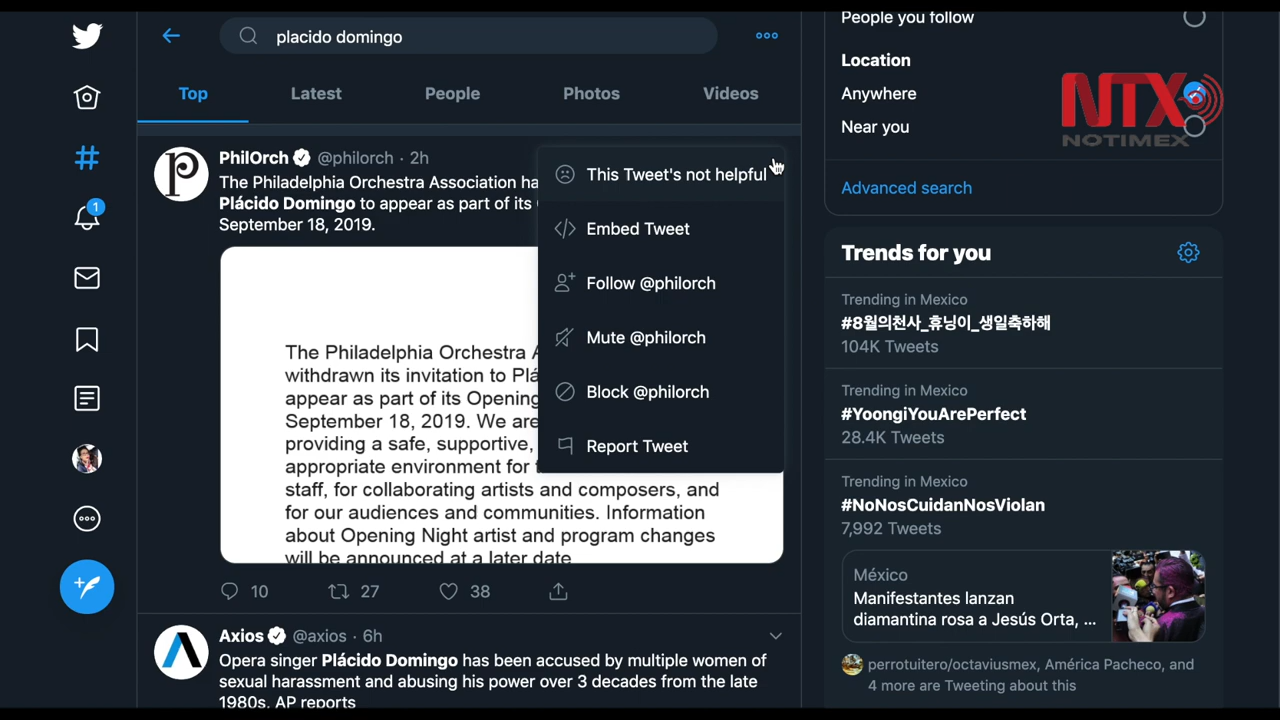 placido domingo
Top
Latest
People
Photos
Videos
PhilOrch @philorch · 2h
The Philadelphia Orchestra Association ha
Plácido Domingo to appear as part of its
September 18, 2019.
The Philadelphia Orchestra
withdrawn its invitation to Plá
appear as part of its Opening
September 18, 2019. We are
providing a safe, supportive,
appropriate environment for
staff, for collaborating artists and composers, and
for our audiences and communities. Information
about Opening Night artist and program changes
will be announced at a later date
This Tweet's not helpful
Embed Tweet
Follow @philorch
Mute @philorch
Block @philorch
Report Tweet
10
27
38
Axios @axios · 6h
Opera singer Plácido Domingo has been accused by multiple women of
sexual harassment and abusing his power over 3 decades from the late
1980s, AP reports
1
People you follow
Location
Anywhere
Near you
Advanced search
NTX
NOTIMEX
Trends for you
Trending in Mexico
#8월의천사_휴닝이_생일축하해
104K Tweets
Trending in Mexico
#YoongiYouArePerfect
28.4K Tweets
Trending in Mexico
#NoNosCuidanNosViolan
7,992 Tweets
México
Manifestantes lanzan
diamantina rosa a Jesús Orta, ...
perrotuitero/octaviusmex, América Pacheco, and
4 more are Tweeting about this